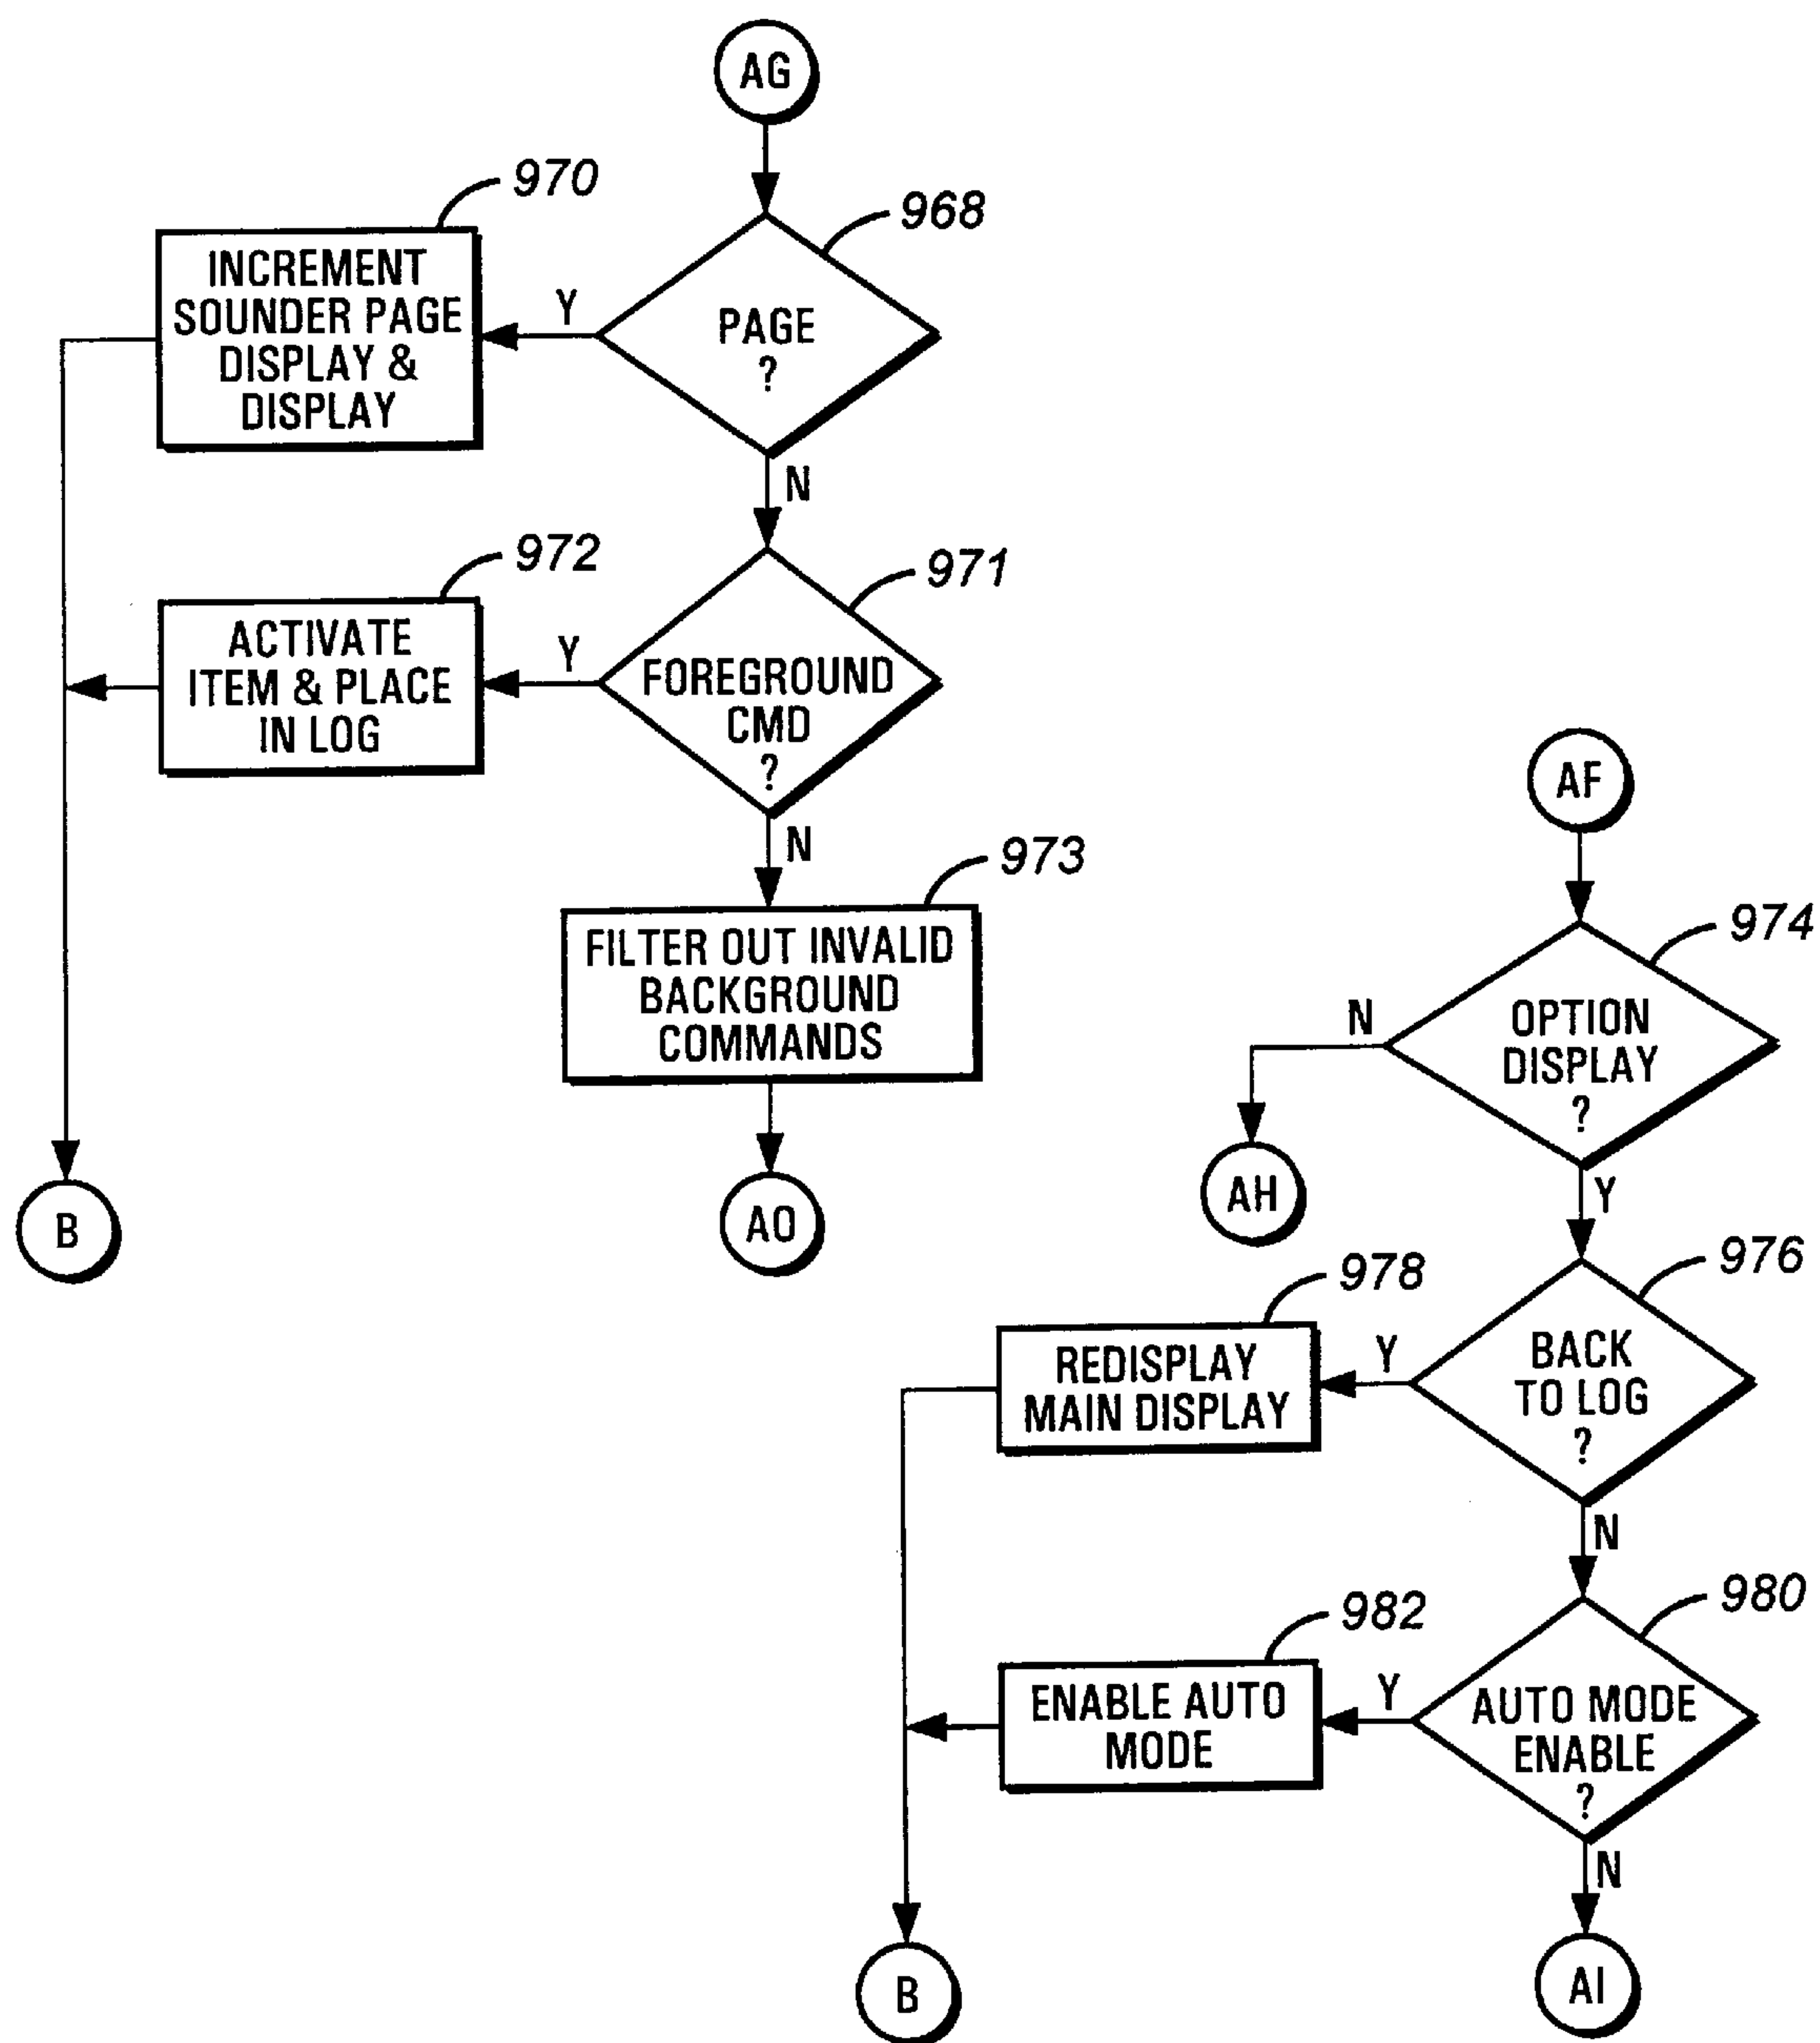 AG
970
968
INCREMENT
SOUNDER PAGE
DISPLAY &
DISPLAY
Y
PAGE
?
N
972
971
ACTIVATE
ITEM & PLACE
IN LOG
Y
FOREGROUND
CMD
?
N
973
FILTER OUT INVALID
BACKGROUND
COMMANDS
B
AO
AF
974
N
OPTION
DISPLAY
?
AH
Y
978
976
REDISPLAY
MAIN DISPLAY
Y
BACK
TO LOG
?
N
982
980
ENABLE AUTO
MODE
Y
AUTO MODE
ENABLE
?
N
B
AI